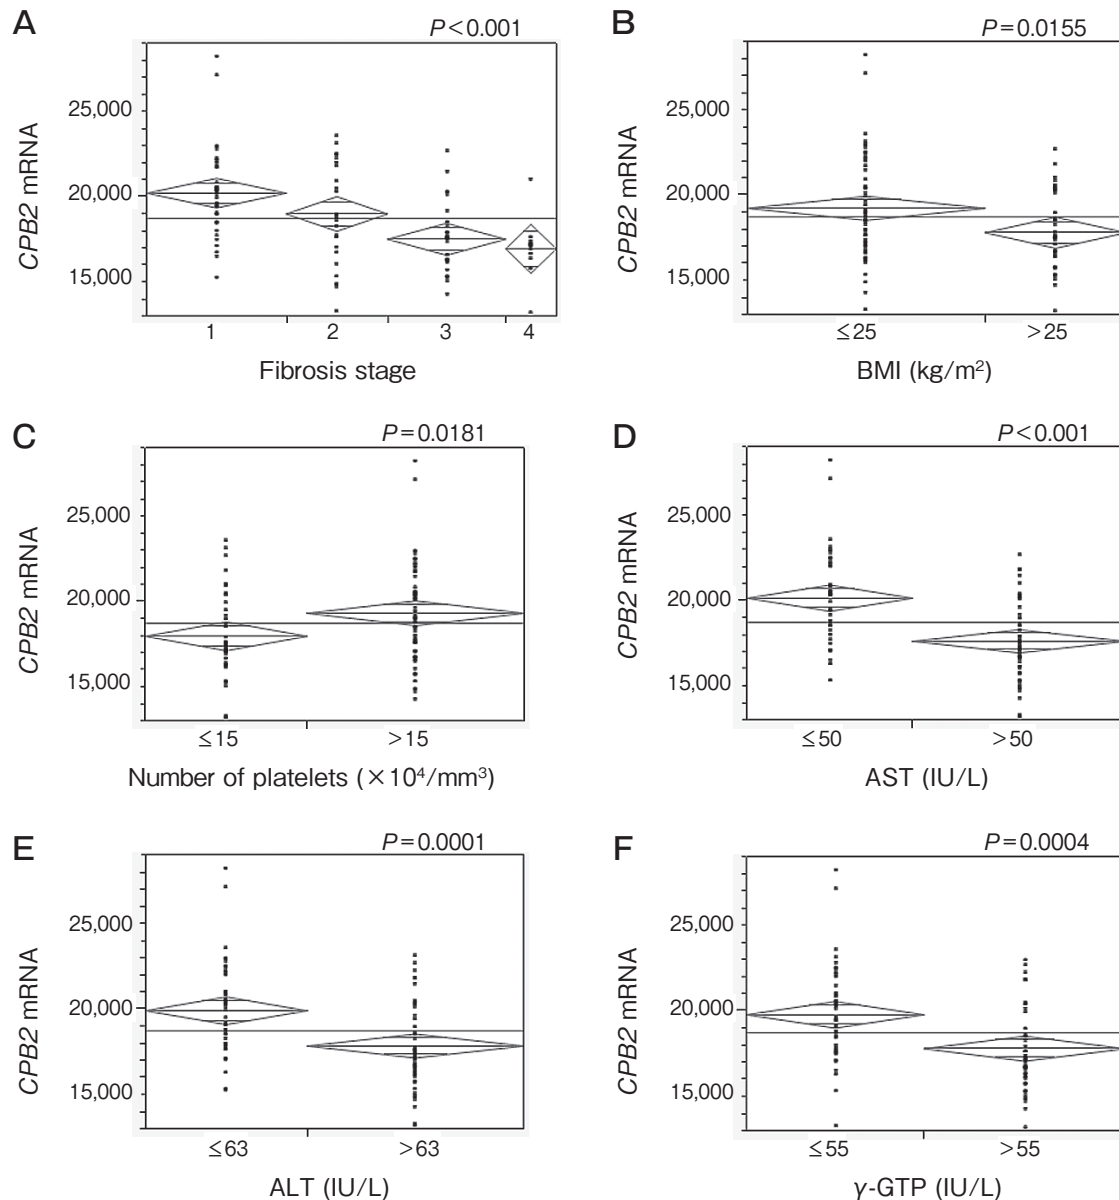 A
P<0.001
CPB2 mRNA
25,000
20,000
15,000
1 2 3 4
Fibrosis stage
B
P=0.0155
CPB2 mRNA
25,000
20,000
15,000
≤25 >25
BMI (kg/m²)
C
P=0.0181
CPB2 mRNA
25,000
20,000
15,000
≤15 >15
Number of platelets (×10⁴/mm³)
D
P<0.001
CPB2 mRNA
25,000
20,000
15,000
≤50 >50
AST (IU/L)
E
P=0.0001
CPB2 mRNA
25,000
20,000
15,000
≤63 >63
ALT (IU/L)
F
P=0.0004
CPB2 mRNA
25,000
20,000
15,000
≤55 >55
γ-GTP (IU/L)